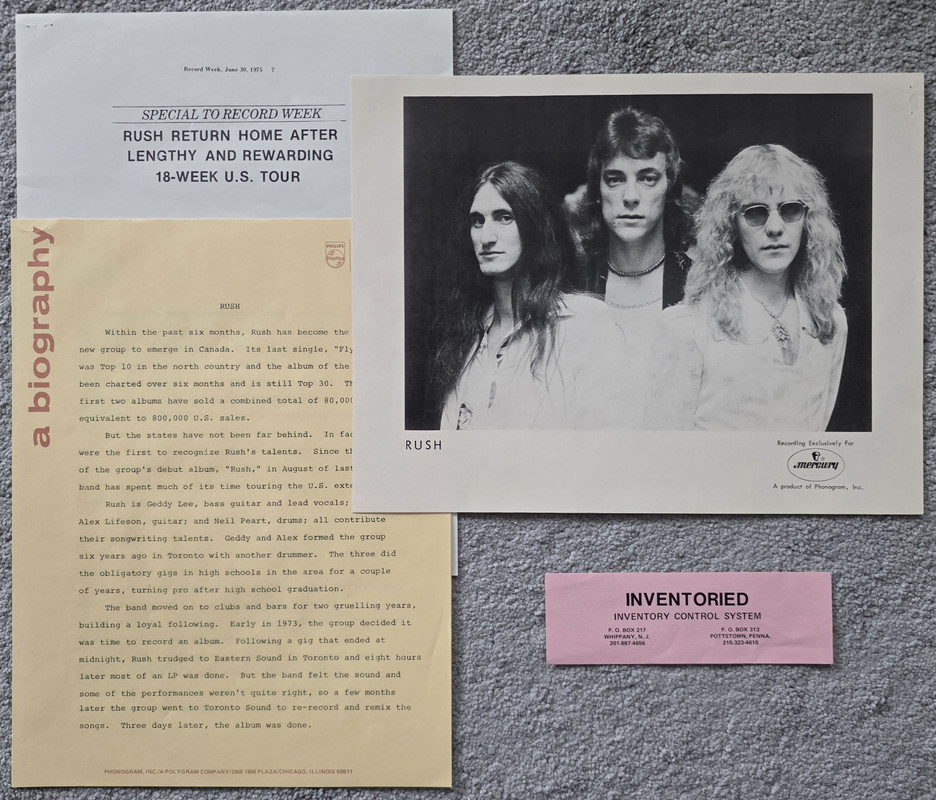 Record Week, June 30, 1975 7
SPECIAL TO RECORD WEEK
RUSH RETURN HOME AFTER
LENGTHY AND REWARDING
18-WEEK U.S. TOUR
a biography
PHILIPS
RUSH
Within the past six months, Rush has become the
new group to emerge in Canada. Its last single, "Fly
was Top 10 in the north country and the album of the
been charted over six months and is still Top 30. Th
first two albums have sold a combined total of 80,000
equivalent to 800,000 U.S. sales.
But the states have not been far behind. In fac
were the first to recognize Rush's talents. Since th
of the group's debut album, "Rush," in August of last
band has spent much of its time touring the U.S. exte
Rush is Geddy Lee, bass guitar and lead vocals;
Alex Lifeson, guitar; and Neil Peart, drums; all contribute
their songwriting talents. Geddy and Alex formed the group
six years ago in Toronto with another drummer. The three did
the obligatory gigs in high schools in the area for a couple
of years, turning pro after high school graduation.
The band moved on to clubs and bars for two gruelling years,
building a loyal following. Early in 1973, the group decided it
was time to record an album. Following a gig that ended at
midnight, Rush trudged to Eastern Sound in Toronto and eight hours
later most of an LP was done. But the band felt the sound and
some of the performances weren't quite right, so a few months
later the group went to Toronto Sound to re-record and remix the
songs. Three days later, the album was done.
PHONOGRAM, INC./A POLYGRAM COMPANY/ONE IBM PLAZA/CHICAGO, ILLINOIS 60611
RUSH
Recording Exclusively For
mercury
A product of Phonogram, Inc.
INVENTORIED
INVENTORY CONTROL SYSTEM
P. O. BOX 217
WHIPPANY, N. J.
201-887-4656
P. O. BOX 313
POTTSTOWN, PENNA.
215-323-4615